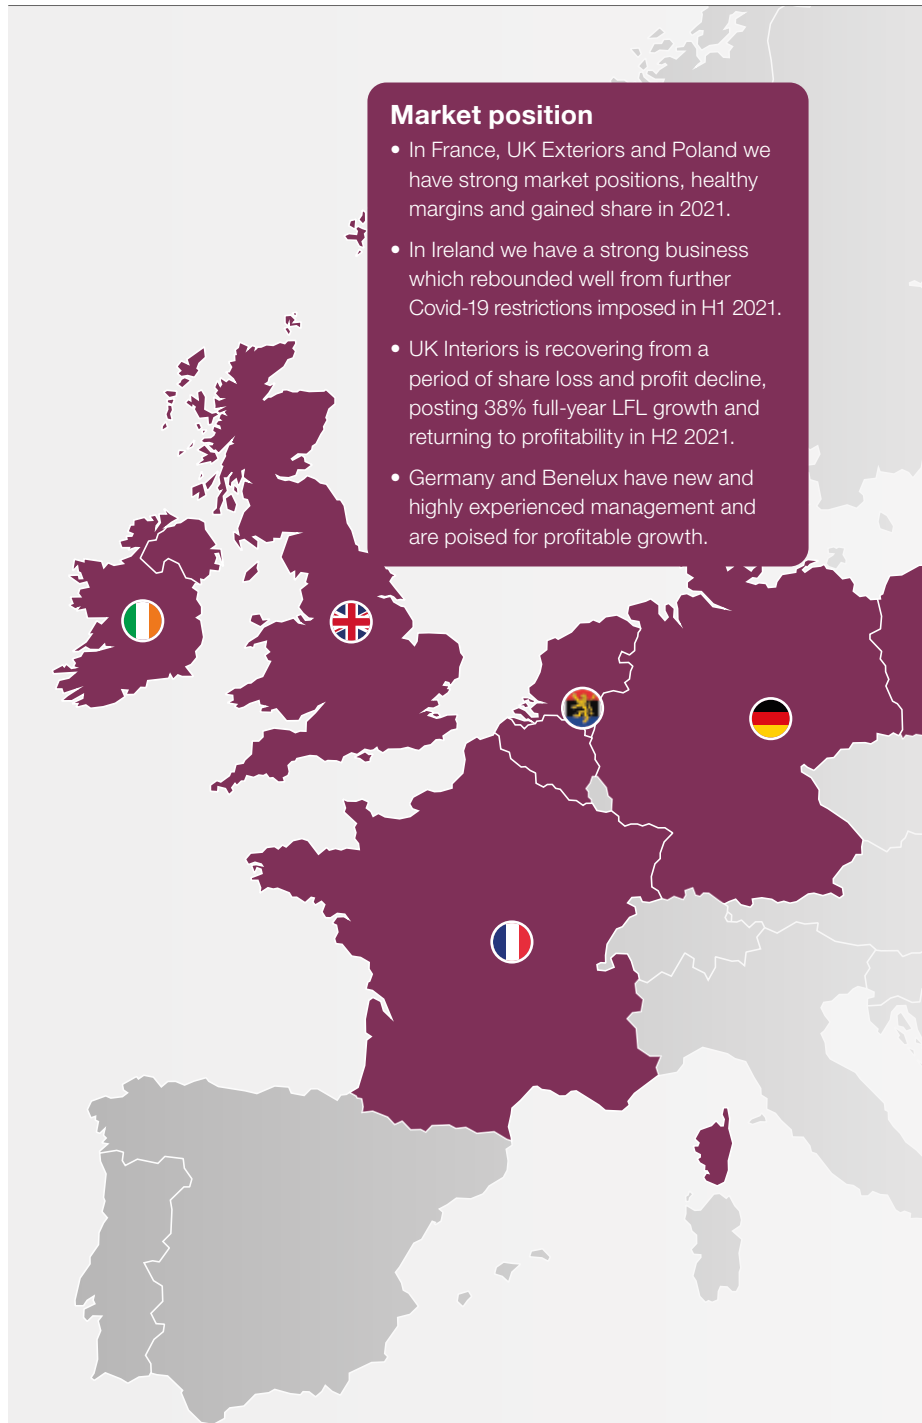 Market position
• In France, UK Exteriors and Poland we
have strong market positions, healthy
margins and gained share in 2021.
• In Ireland we have a strong business
which rebounded well from further
Covid-19 restrictions imposed in H1 2021.
• UK Interiors is recovering from a
period of share loss and profit decline,
posting 38% full-year LFL growth and
returning to profitability in H2 2021.
• Germany and Benelux have new and
highly experienced management and
are poised for profitable growth.